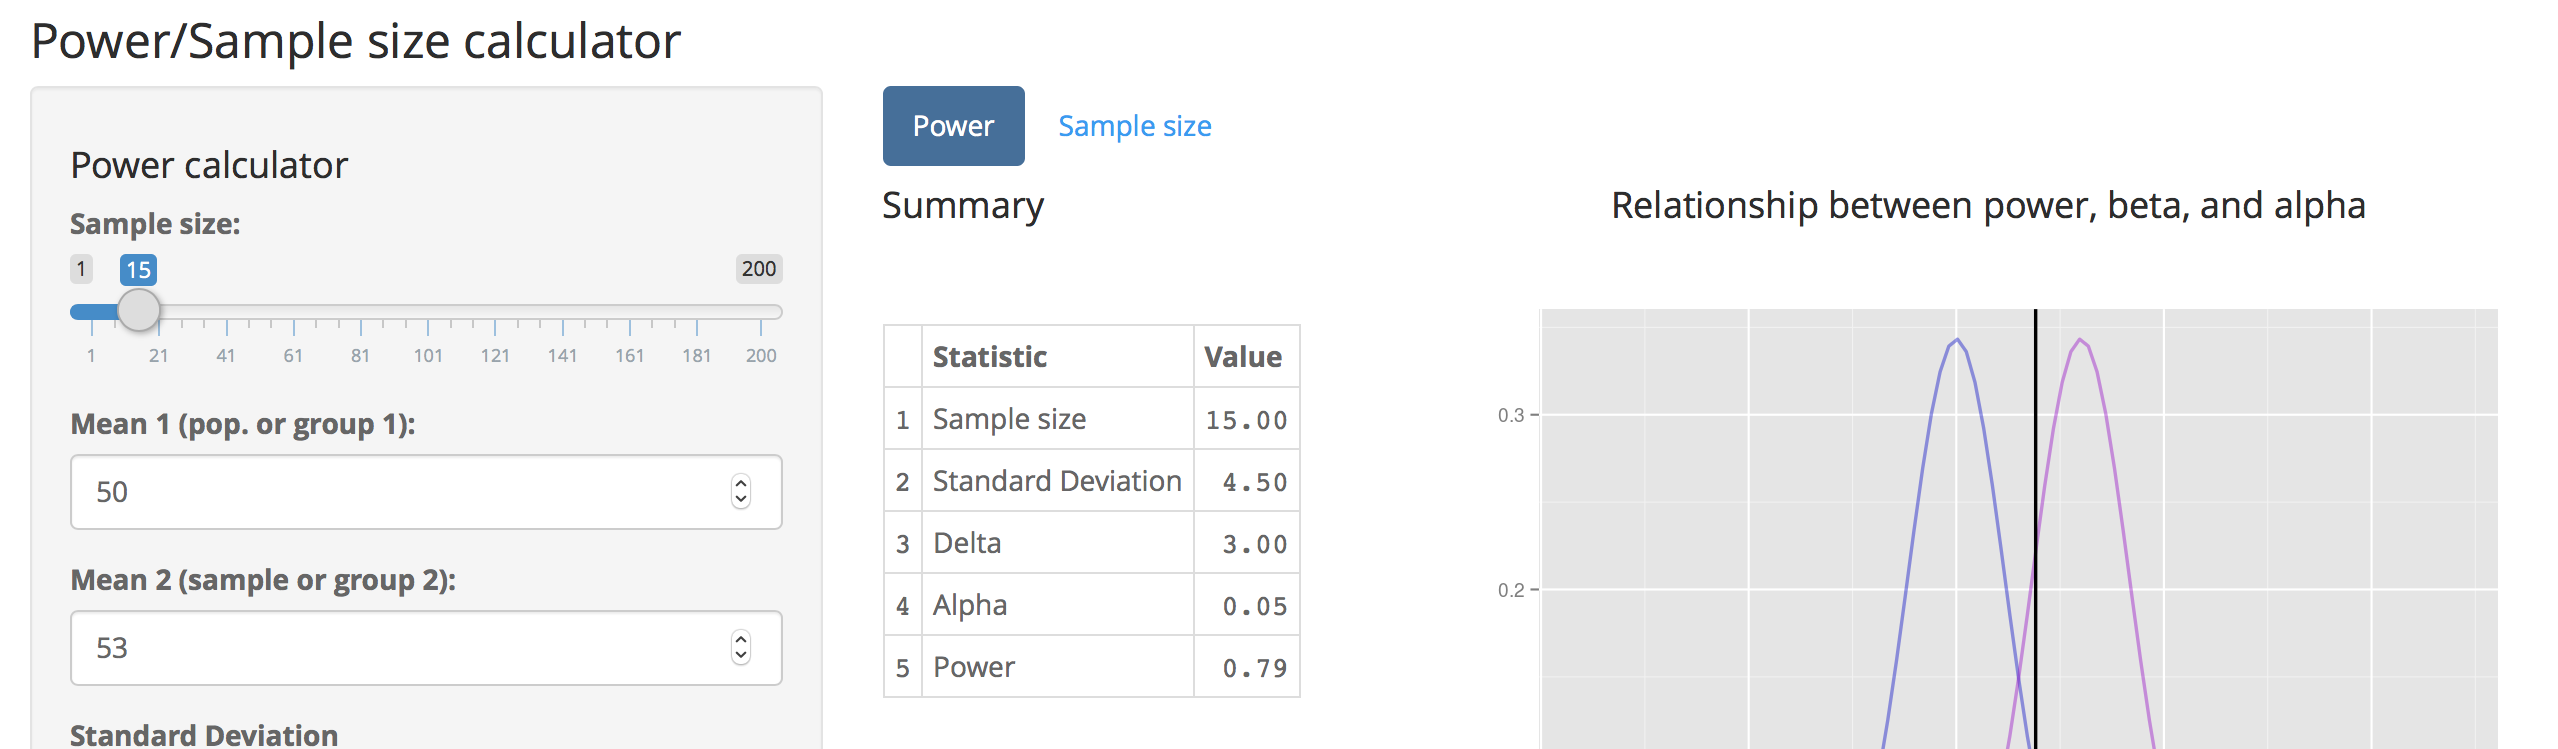 Power/Sample size calculator
Power calculator
Sample size:
1 15 200
1 21 41 61 81 101 121 141 161 181 200
Mean 1 (pop. or group 1):
50
Mean 2 (sample or group 2):
53
Standard Deviation
Power Sample size
Summary
Statistic Value
1 Sample size 15.00
2 Standard Deviation 4.50
3 Delta 3.00
4 Alpha 0.05
5 Power 0.79
Relationship between power, beta, and alpha
0.3
0.2